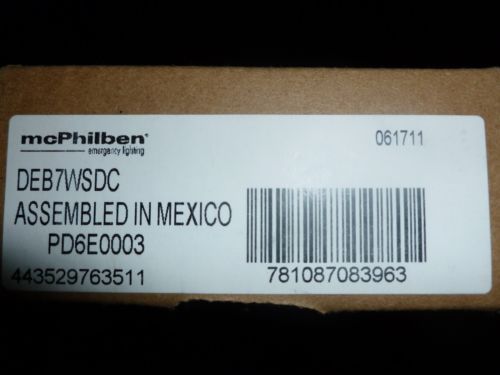 mcPhilben®
emergency lighting
061711
DEB7WSDC
ASSEMBLED IN MEXICO
PD6E0003
443529763511
781087083963